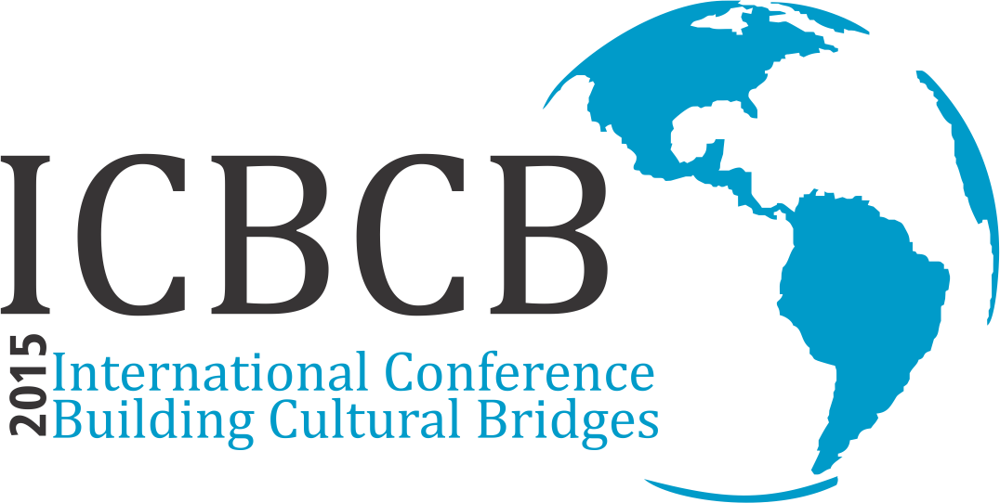 ICBCB
2015
International Conference
Building Cultural Bridges